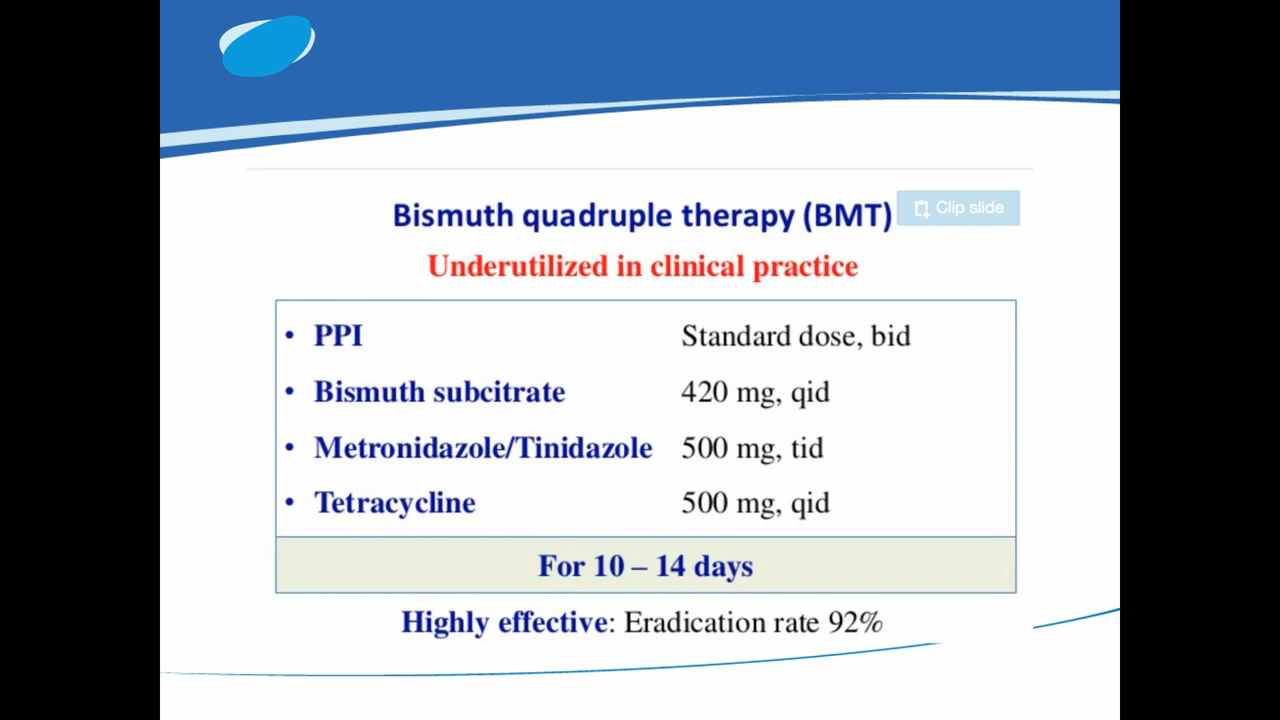 Bismuth quadruple therapy (BMT)
Clip slide
Underutilized in clinical practice
• PPI Standard dose, bid
• Bismuth subcitrate 420 mg, qid
• Metronidazole/Tinidazole 500 mg, tid
• Tetracycline 500 mg, qid
For 10 – 14 days
Highly effective: Eradication rate 92%